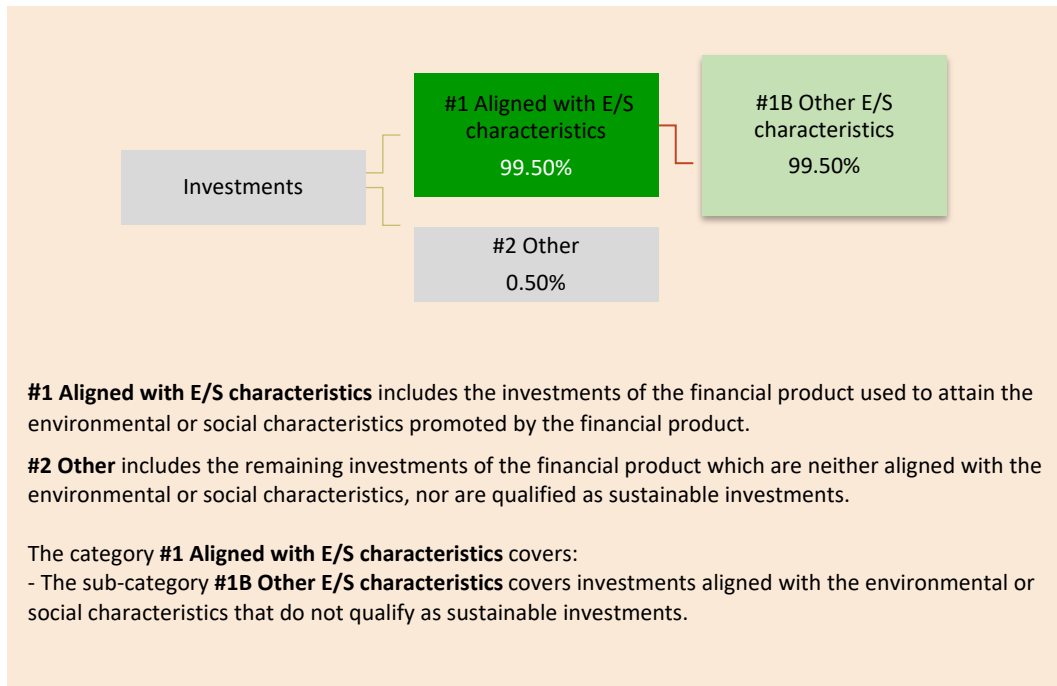 #1 Aligned with E/S
characteristics
99.50%
#1B Other E/S
characteristics
99.50%
Investments
#2 Other
0.50%
#1 Aligned with E/S characteristics includes the investments of the financial product used to attain the
environmental or social characteristics promoted by the financial product.
#2 Other includes the remaining investments of the financial product which are neither aligned with the
environmental or social characteristics, nor are qualified as sustainable investments.
The category #1 Aligned with E/S characteristics covers:
- The sub-category #1B Other E/S characteristics covers investments aligned with the environmental or
social characteristics that do not qualify as sustainable investments.